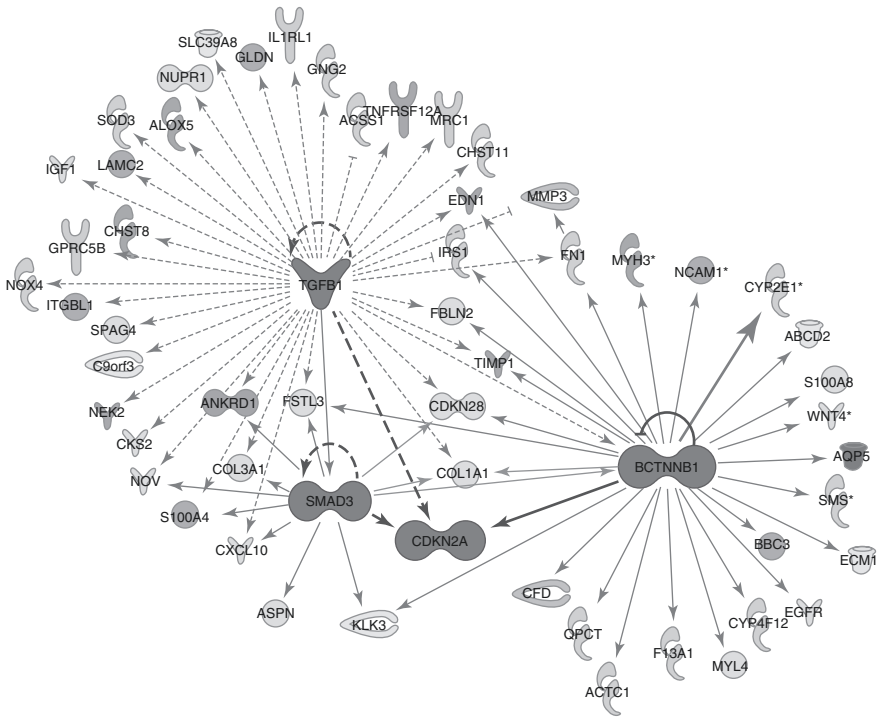 IL1RL1
SLC39A8
GLDN
GNG2
NUPR1
TNFRSF12A
SOD3
ALOX5
ACSS1
MRC1
CHST11
LAMC2
IGF1
EDN1
MMP3
CHST8
GPRC5B
IRS1
FN1
MYH3*
NCAM1*
NOX4
TGFB1
CYP2E1*
ITGBL1
FBLN2
SPAG4
ABCD2
C9orf3
TIMP1
S100A8
ANKRD1
FSTL3
CDKN28
NEK2
WNT4*
CKS2
AQP5
COL3A1
COL1A1
BCTNNB1
NOV
SMAD3
SMS*
S100A4
CDKN2A
BBC3
CXCL10
ECM1
CFD
ASPN
KLK3
EGFR
CYP4F12
QPCT
F13A1
MYL4
ACTC1